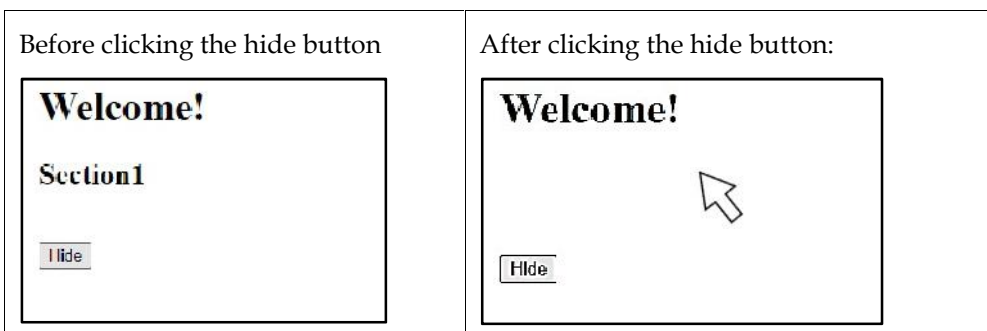 Before clicking the hide button
Welcome!
Section1
Hide
After clicking the hide button:
Welcome!
HIde